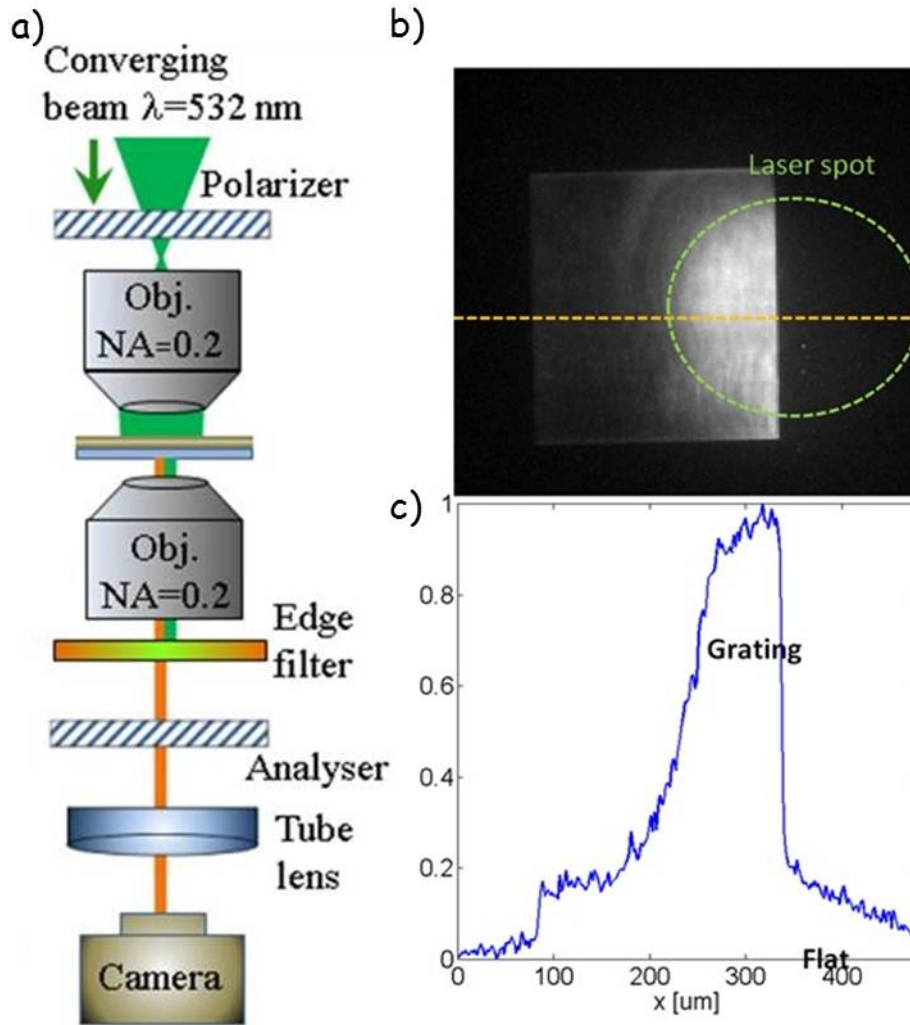 a)
Converging
beam λ=532 nm
Polarizer
Obj.
NA=0.2
Obj.
NA=0.2
Edge
filter
Analyser
Tube
lens
Camera
b)
Laser spot
c)
1
0.8
0.6
0.4
0.2
0
Grating
Flat
0 100 200 300 400
x [um]